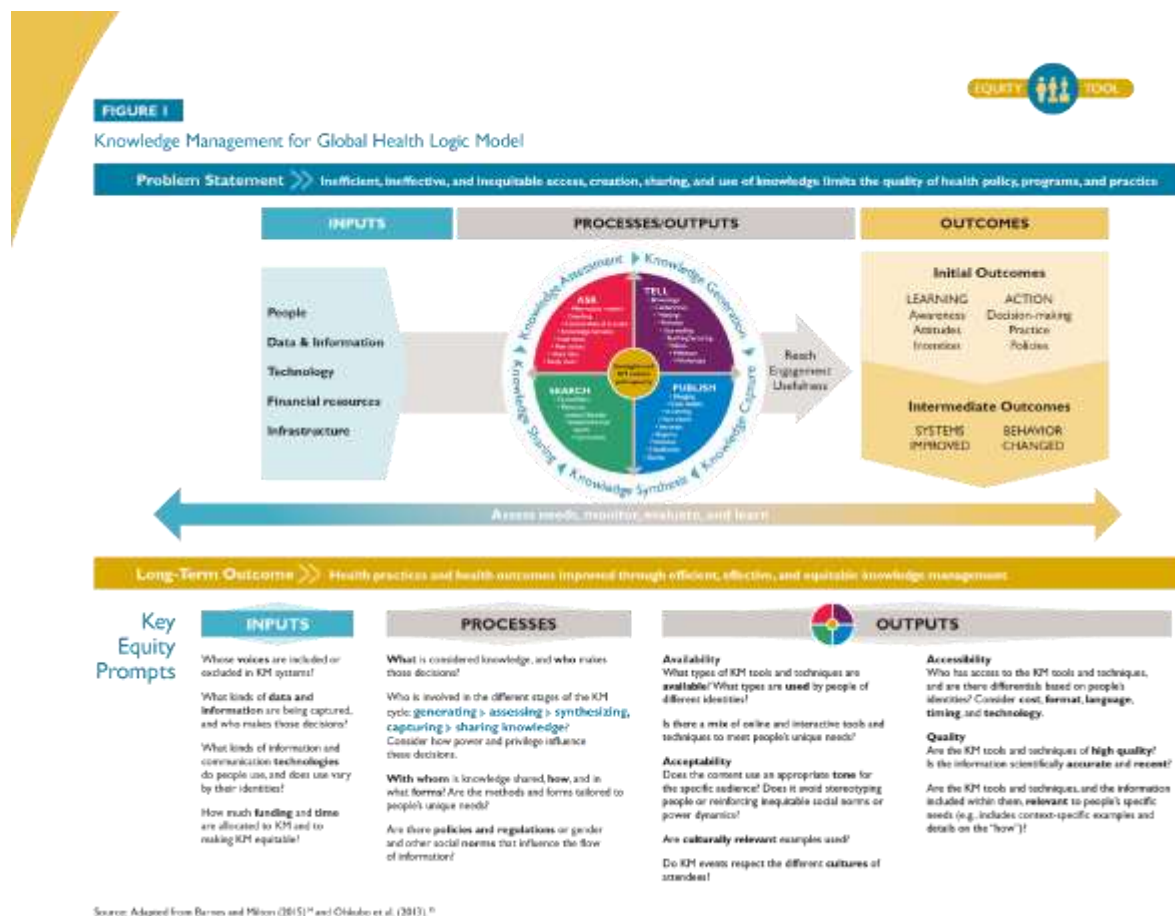 EQUITY TOOL
FIGURE 1
Knowledge Management for Global Health Logic Model
Problem Statement >> Inefficient, ineffective, and inequitable access, creation, sharing, and use of knowledge limits the quality of health policy, programs, and practice
INPUTS
PROCESSES/OUTPUTS
OUTCOMES
People
Data & Information
Technology
Financial resources
Infrastructure
Knowledge Assessment
Knowledge Generation
Knowledge Capture
Knowledge Synthesis
Knowledge Sharing
ASK
TELL
SEARCH
PUBLISH
Reach
Engagement
Usefulness
Initial Outcomes
LEARNING
Awareness
Attitudes
Intention
ACTION
Decision-making
Practice
Policies
Intermediate Outcomes
SYSTEMS
IMPROVED
BEHAVIOR
CHANGED
Assess needs, monitor, evaluate, and learn
Long-Term Outcome >> Health practices and health outcomes improved through efficient, effective, and equitable knowledge management
Key
Equity
Prompts
INPUTS
Whose voices are included or
excluded in KM systems?
What kinds of data and
information are being captured,
and who makes those decisions?
What kinds of information and
communication technologies
do people use, and does use vary
by their identities?
How much funding and time
are allocated to KM and to
making KM equitable?
PROCESSES
What is considered knowledge, and who makes
those decisions?
Who is involved in the different stages of the KM
cycle: generating > assessing > synthesizing,
capturing > sharing knowledge?
Consider how power and privilege influence
these decisions.
With whom is knowledge shared, how, and in
what forms? Are the methods and forms tailored to
people's unique needs?
Are there policies and regulations or gender
and other social norms that influence the flow
of information?
OUTPUTS
Availability
What types of KM tools and techniques are
available? What types are used by people of
different identities?
Is there a mix of online and interactive tools and
techniques to meet people's unique needs?
Acceptability
Does the content use an appropriate tone for
the specific audience? Does it avoid stereotyping
people or reinforcing inequitable social norms or
power dynamics?
Are culturally relevant examples used?
Do KM events respect the different cultures of
attendees?
Accessibility
Who has access to the KM tools and techniques,
and are there differentials based on people's
identities? Consider cost, format, language,
timing, and technology.
Quality
Are the KM tools and techniques of high quality?
Is the information scientifically accurate and recent?
Are the KM tools and techniques, and the information
included within them, relevant to people's specific
needs (e.g., includes context-specific examples and
details on the "how")?
Source: Adapted from Barnes and Milton (2015) and Ohkubo et al. (2013).